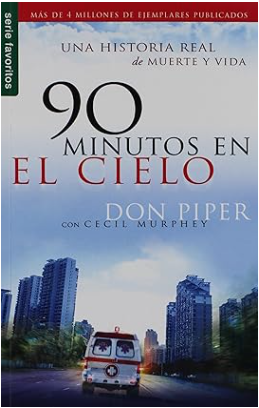 serie favoritos
MÁS DE 4 MILLONES DE EJEMPLARES PUBLICADOS
UNA HISTORIA REAL
de MUERTE Y VIDA
90
MINUTOS EN
EL CIELO
DON PIPER
CON CECIL MURPHEY